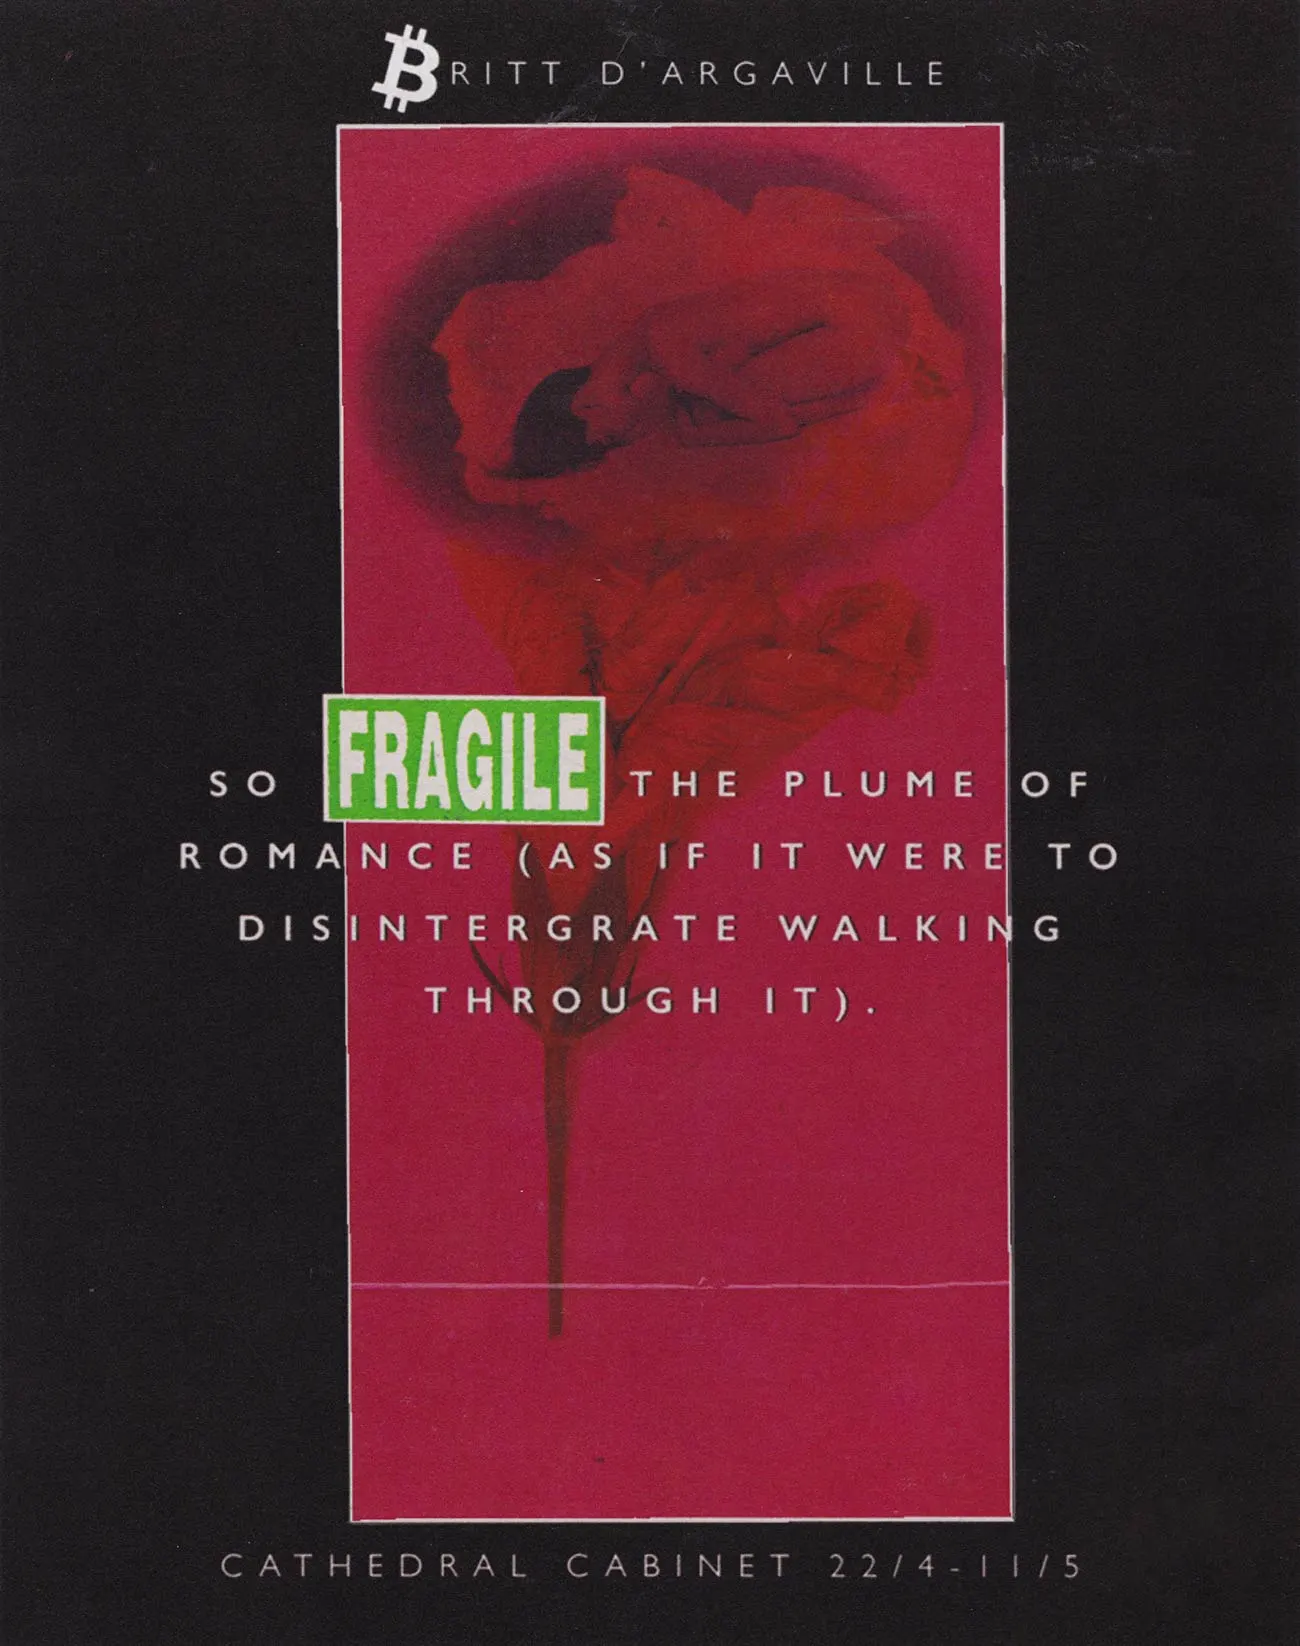 ₿RITT D'ARGAVILLE
SO FRAGILE THE PLUME OF
ROMANCE (AS IF IT WERE TO
DISINTERGRATE WALKING
THROUGH IT).
CATHEDRAL CABINET 22/4-11/5